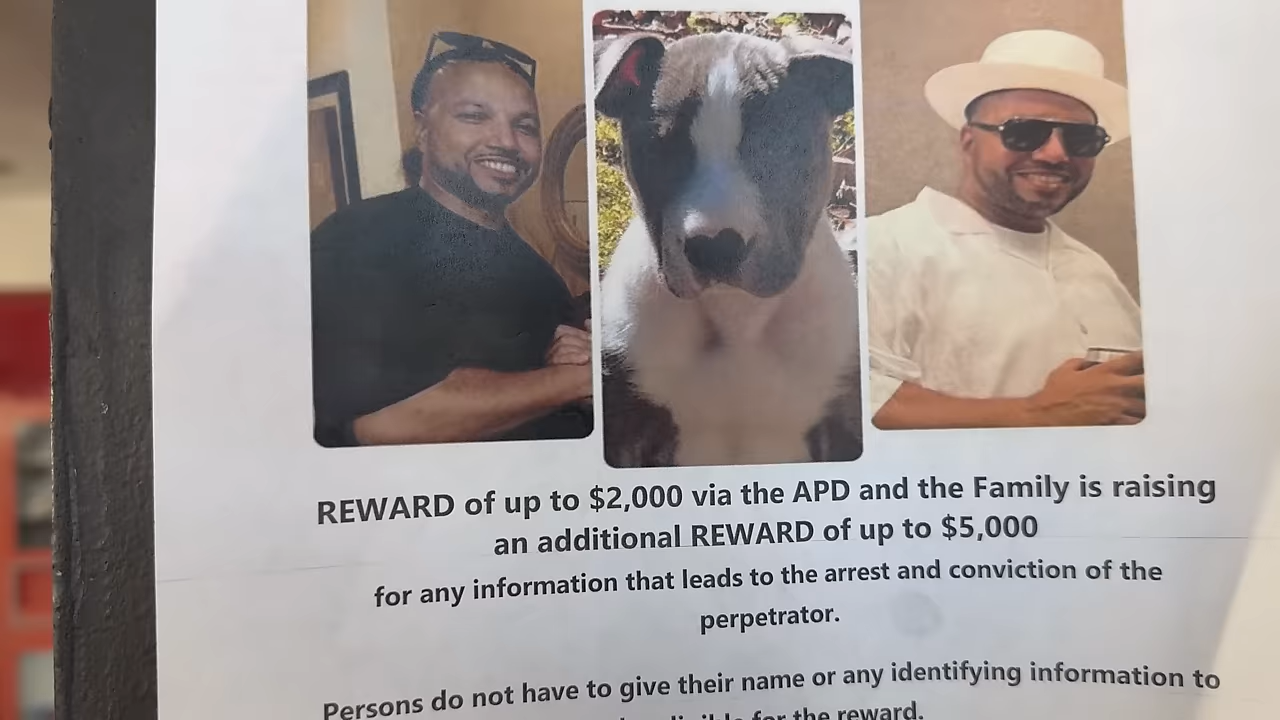 REWARD of up to $2,000 via the APD and the Family is raising
an additional REWARD of up to $5,000
for any information that leads to the arrest and conviction of the
perpetrator.
Persons do not have to give their name or any identifying information to
for the reward.